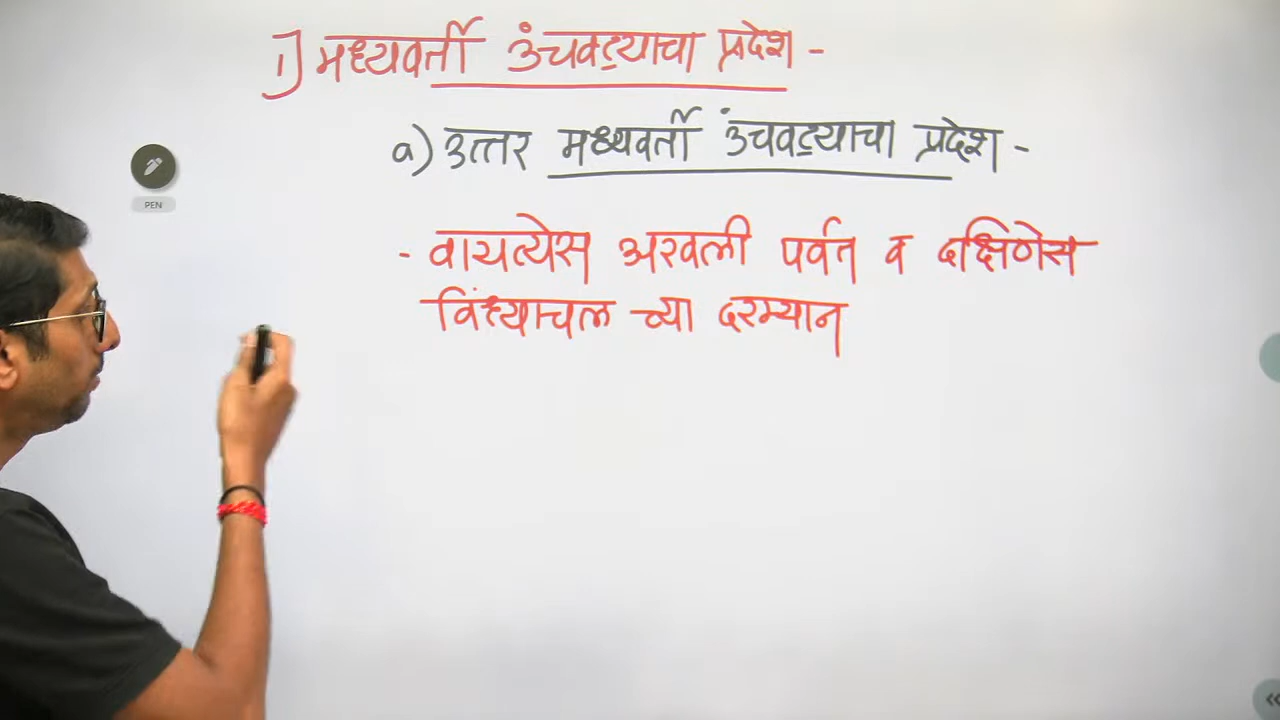 1) मध्यवर्ती उंचवट्याचा प्रदेश -
a) उत्तर मध्यवर्ती उंचवट्याचा प्रदेश -
PEN
- वायव्येस अरवली पर्वत व दक्षिणेस
विंध्याचल च्या दरम्यान